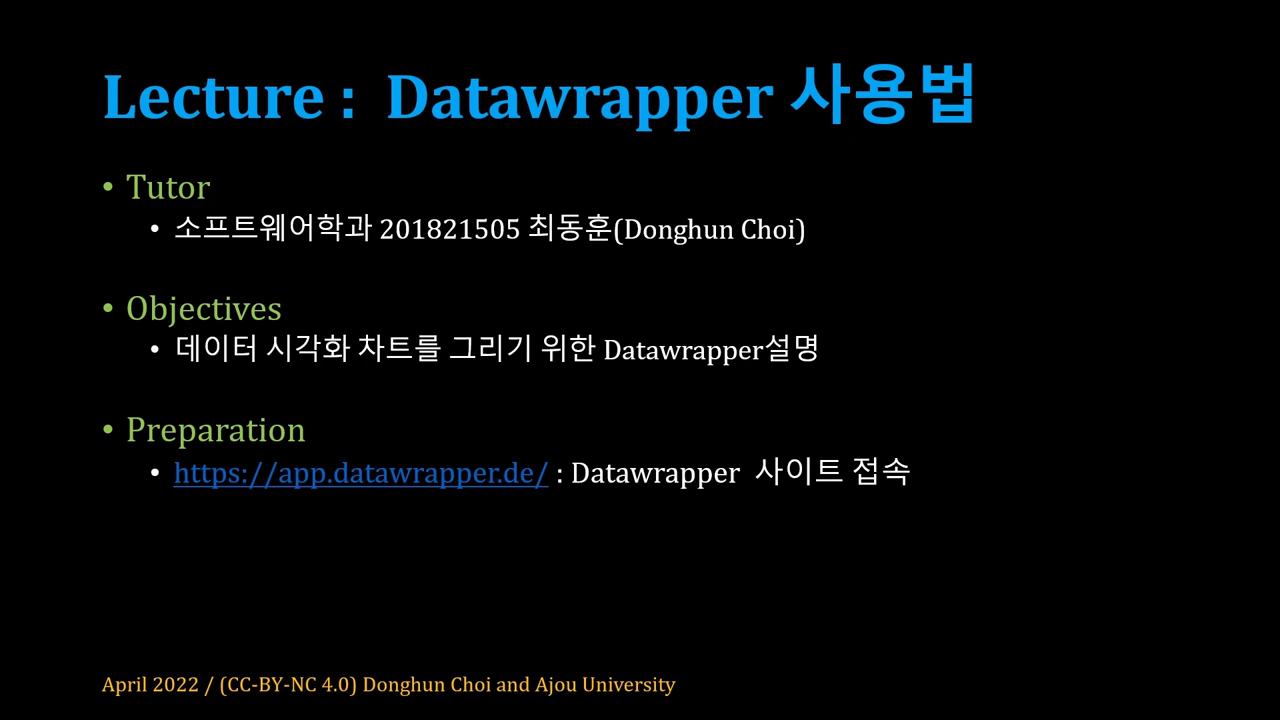 Lecture : Datawrapper 사용법
• Tutor
• 소프트웨어학과 201821505 최동훈(Donghun Choi)
• Objectives
• 데이터 시각화 차트를 그리기 위한 Datawrapper설명
• Preparation
• https://app.datawrapper.de/ : Datawrapper 사이트 접속
April 2022 / (CC-BY-NC 4.0) Donghun Choi and Ajou University